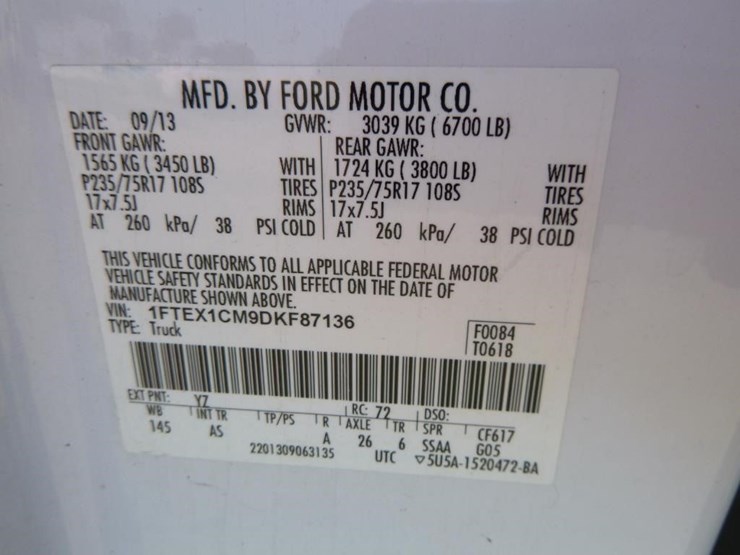 MFD. BY FORD MOTOR CO.
DATE: 09/13 GVWR: 3039 KG ( 6700 LB)
FRONT GAWR: REAR GAWR:
1565 KG ( 3450 LB) WITH 1724 KG ( 3800 LB) WITH
P235/75R17 108S TIRES P235/75R17 108S TIRES
17x7.5J RIMS 17x7.5J RIMS
AT 260 kPa/ 38 PSI COLD AT 260 kPa/ 38 PSI COLD
THIS VEHICLE CONFORMS TO ALL APPLICABLE FEDERAL MOTOR
VEHICLE SAFETY STANDARDS IN EFFECT ON THE DATE OF
MANUFACTURE SHOWN ABOVE.
VIN: 1FTEX1CM9DKF87136 F0084
TYPE: Truck T0618
EXT PNT: YZ RC: 72 DSO:
WB INT TR TP/PS R AXLE TR SPR CF617
145 AS A 26 6 SSAA G05
2201309063135 UTC ▽5U5A-1520472-BA